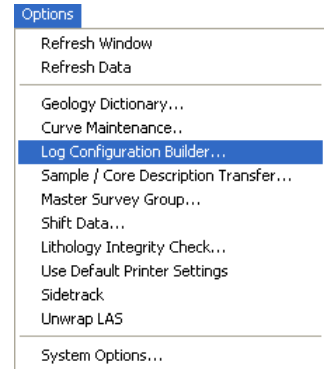 Options
Refresh Window
Refresh Data
Geology Dictionary...
Curve Maintenance..
Log Configuration Builder...
Sample / Core Description Transfer...
Master Survey Group...
Shift Data...
Lithology Integrity Check...
Use Default Printer Settings
Sidetrack
Unwrap LAS
System Options...